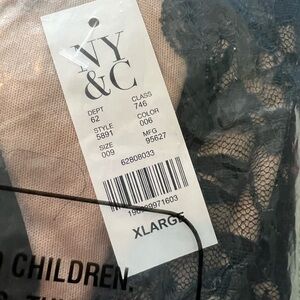 NY
&C
DEPT CLASS
62 746
STYLE COLOR
5891 006
SIZE MFG
009 95627
62808033
XLARGE
CHILDREN.